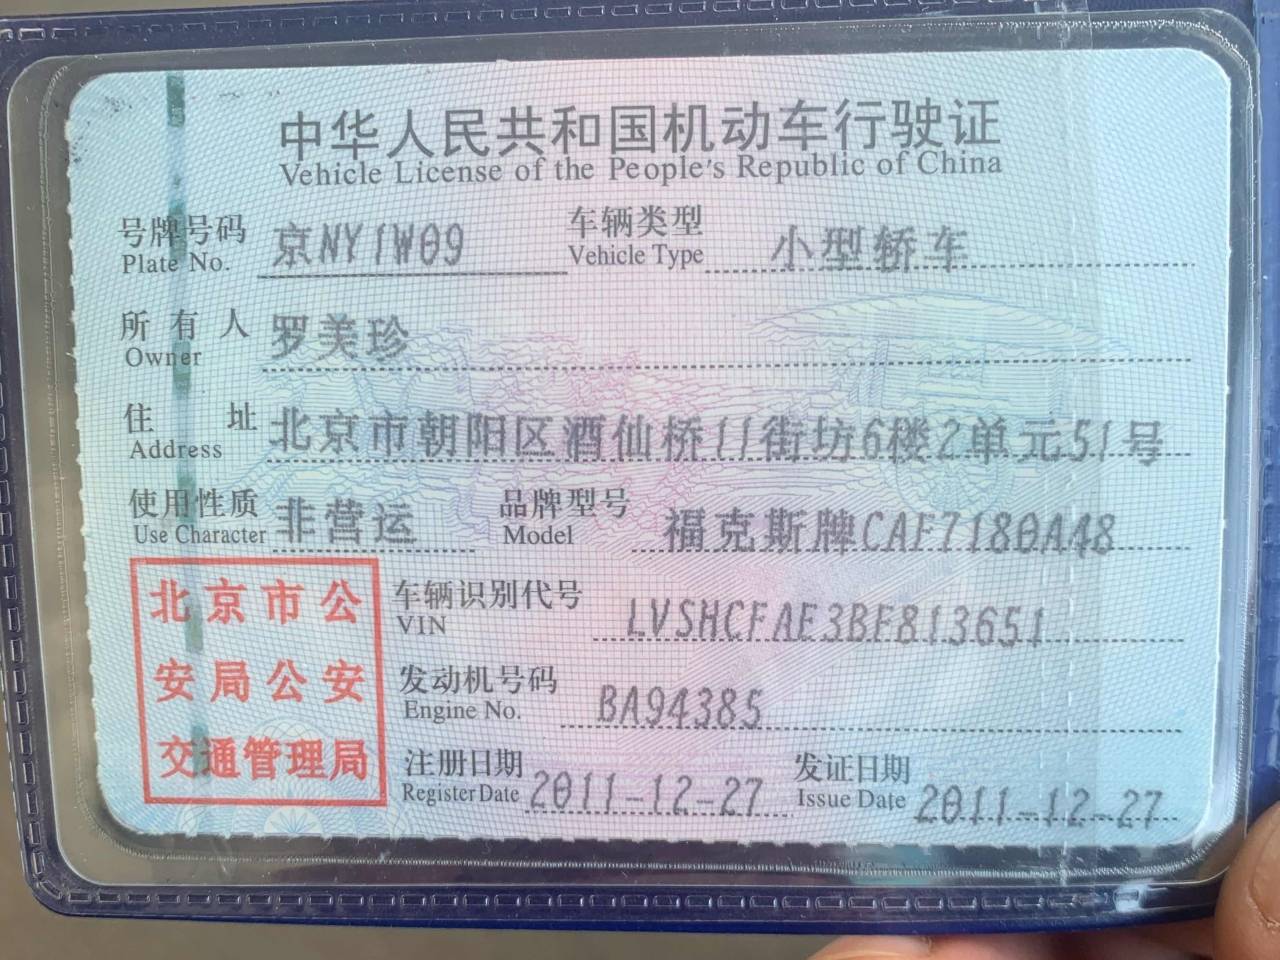 中华人民共和国机动车行驶证
Vehicle License of the People's Republic of China
号牌号码 京NY1W09 车辆类型 小型轿车
Plate No. Vehicle Type
所有人 罗美珍
Owner
住址 北京市朝阳区酒仙桥11街坊6楼2单元51号
Address
使用性质 非营运 品牌型号 福克斯牌CAF7180A48
Use Character Model
北京市公
安局公安
交通管理局
车辆识别代号 LVSHCFAE3BF813651
VIN
发动机号码 BA94385
Engine No.
注册日期 2011-12-27 发证日期 2011-12-27
Register Date Issue Date